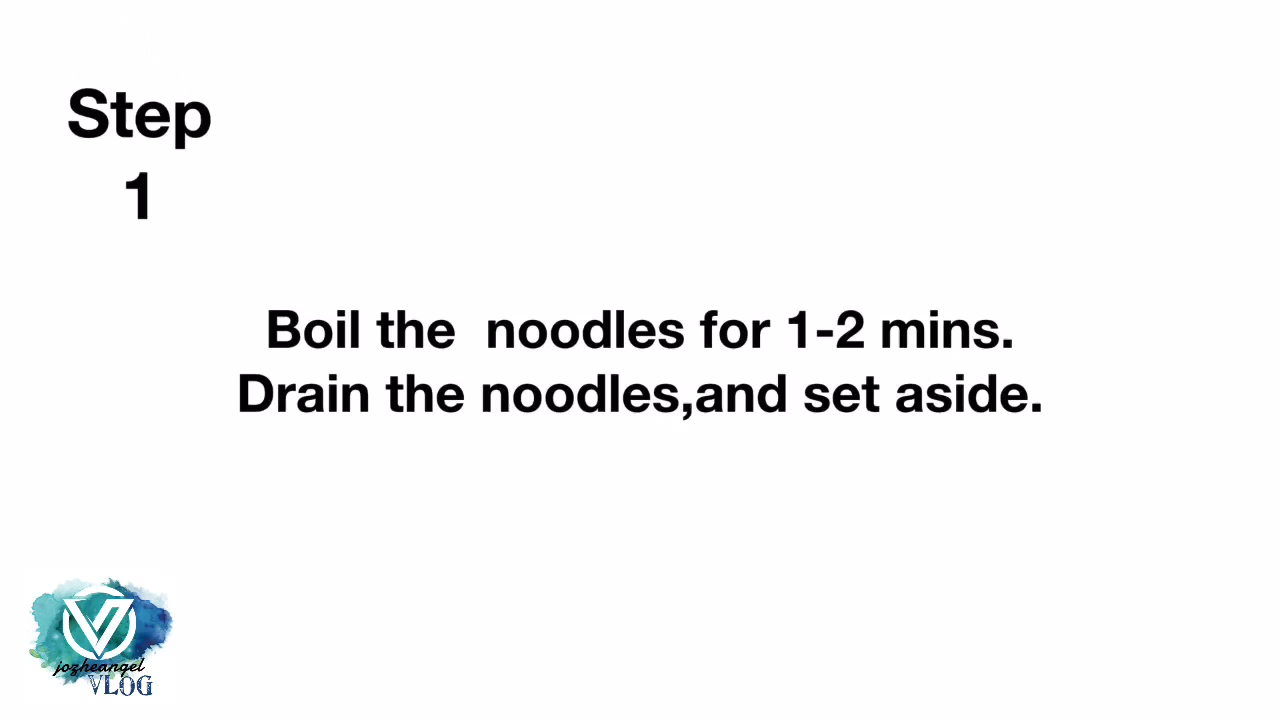 Step
1
Boil the  noodles for 1-2 mins.
Drain the noodles,and set aside.
jozheangel
VLOG